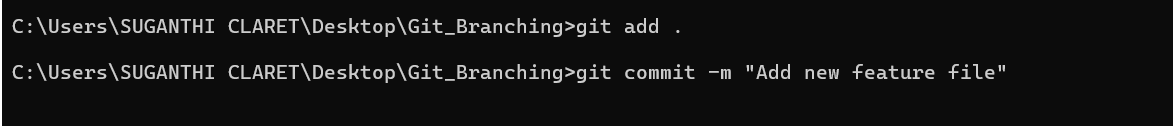 C:\Users\SUGANTHI CLARET\Desktop\Git_Branching>git add .
C:\Users\SUGANTHI CLARET\Desktop\Git_Branching>git commit -m "Add new feature file"